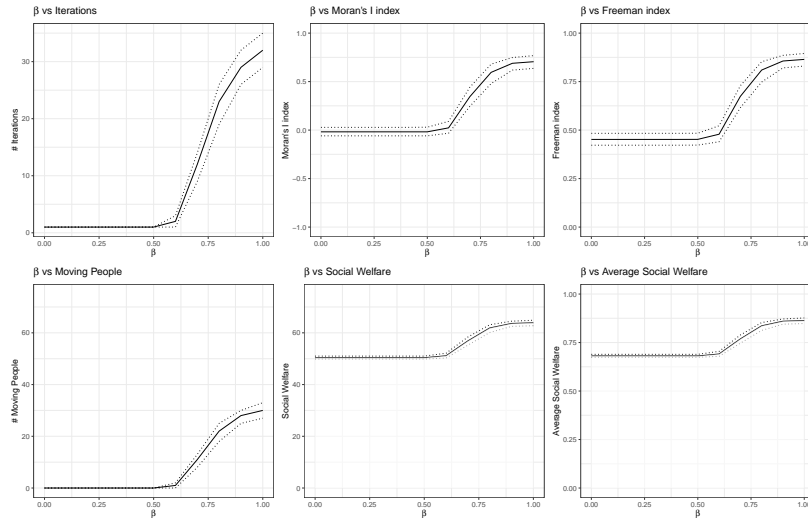 β vs Iterations
# Iterations
30
20
10
0
0.00 0.25 0.50 0.75 1.00
β
β vs Moran's I index
Moran's I index
1.0
0.5
0.0
−0.5
−1.0
0.00 0.25 0.50 0.75 1.00
β
β vs Freeman index
Freeman index
1.00
0.75
0.50
0.25
0.00
0.00 0.25 0.50 0.75 1.00
β
β vs Moving People
# Moving People
60
40
20
0
0.00 0.25 0.50 0.75 1.00
β
β vs Social Welfare
Social Welfare
60
40
20
0
0.00 0.25 0.50 0.75 1.00
β
β vs Average Social Welfare
Average Social Welfare
1.00
0.75
0.50
0.25
0.00
0.00 0.25 0.50 0.75 1.00
β